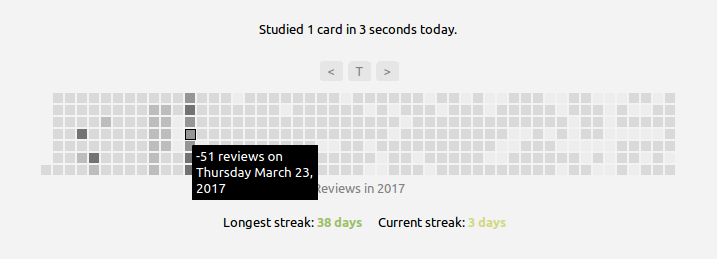 Studied 1 card in 3 seconds today.
< T >
-51 reviews on
Thursday March 23,
2017
Reviews in 2017
Longest streak: 38 days Current streak: 3 days